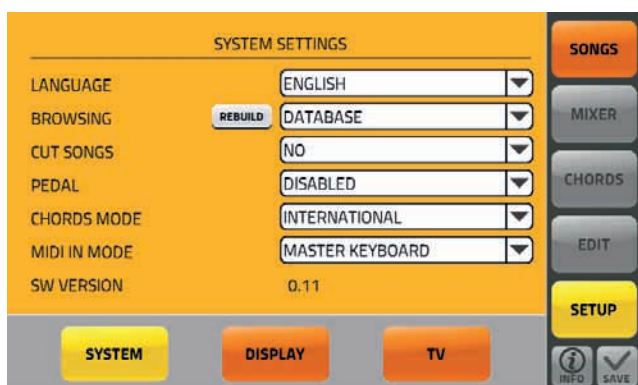 SYSTEM SETTINGS
LANGUAGE ENGLISH
BROWSING REBUILD DATABASE
CUT SONGS NO
PEDAL DISABLED
CHORDS MODE INTERNATIONAL
MIDI IN MODE MASTER KEYBOARD
SW VERSION 0.11
SYSTEM DISPLAY TV
SONGS
MIXER
CHORDS
EDIT
SETUP
INFO SAVE